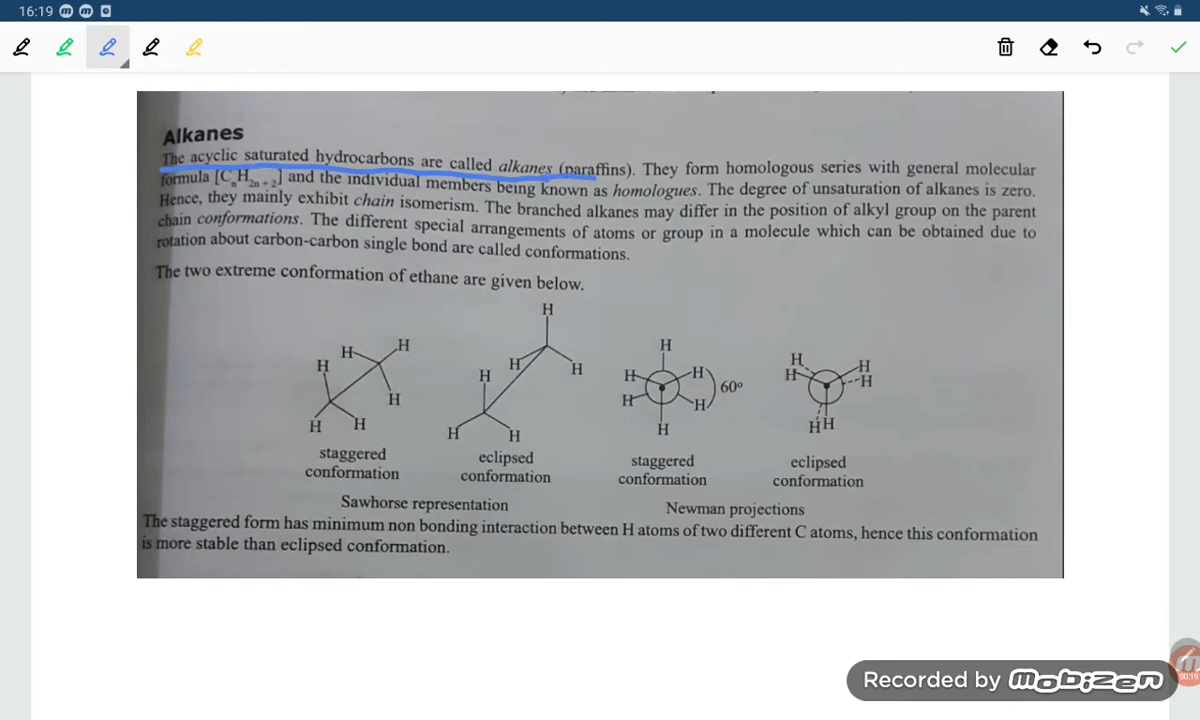 16:19
Alkanes
The acyclic saturated hydrocarbons are called alkanes (paraffins). They form homologous series with general molecular
formula [CnH2n+2] and the individual members being known as homologues. The degree of unsaturation of alkanes is zero.
Hence, they mainly exhibit chain isomerism. The branched alkanes may differ in the position of alkyl group on the parent
chain conformations. The different special arrangements of atoms or group in a molecule which can be obtained due to
rotation about carbon-carbon single bond are called conformations.
The two extreme conformation of ethane are given below.
H H H H H H
H H H H H H
H H H H H H 60º
H H H H HH
staggered conformation
eclipsed conformation
staggered conformation
eclipsed conformation
Sawhorse representation
Newman projections
The staggered form has minimum non bonding interaction between H atoms of two different C atoms, hence this conformation
is more stable than eclipsed conformation.
Recorded by mobizen
00:19